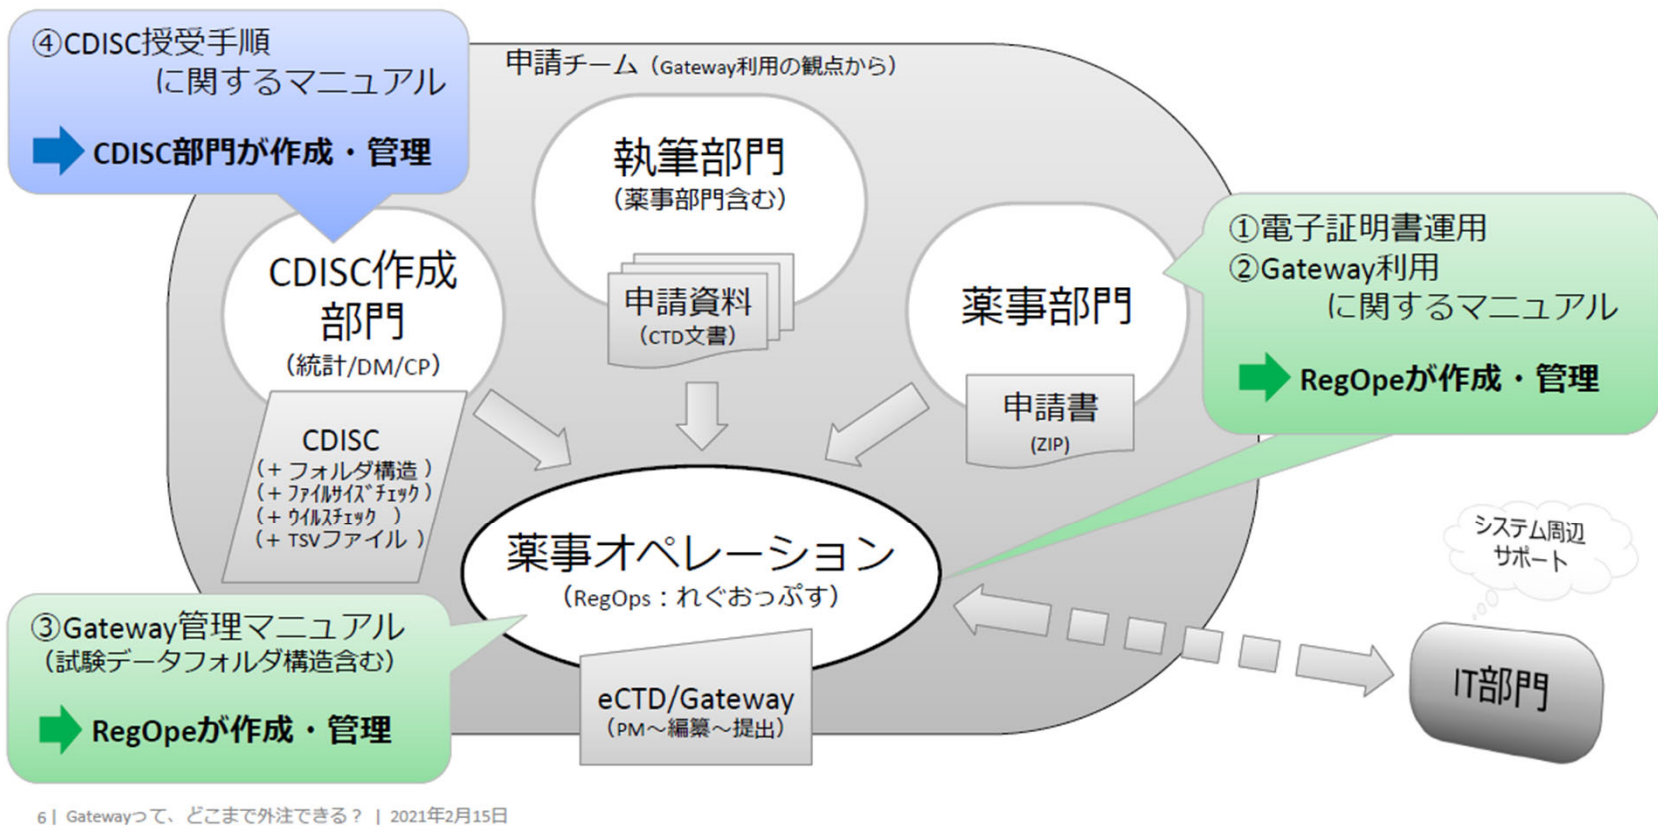 ④CDISC授受手順
に関するマニュアル
CDISC部門が作成・管理
申請チーム（Gateway利用の観点から）
執筆部門
（薬事部門含む）
申請資料
（CTD文書）
CDISC作成
部門
（統計/DM/CP）
CDISC
（+ フォルダ構造 ）
（+ ﾌｧｲﾙｻｲｽﾞﾁｪｯｸ ）
（+ ｳｲﾙｽﾁｪｯｸ ）
（+ TSVファイル ）
薬事部門
申請書
(ZIP)
①電子証明書運用
②Gateway利用
に関するマニュアル
RegOpeが作成・管理
薬事オペレーション
（RegOps：れぐおっぷす）
eCTD/Gateway
（PM～編纂～提出）
③Gateway管理マニュアル
（試験データフォルダ構造含む）
RegOpeが作成・管理
システム周辺
サポート
IT部門
6 | Gatewayって、どこまで外注できる？ | 2021年2月15日